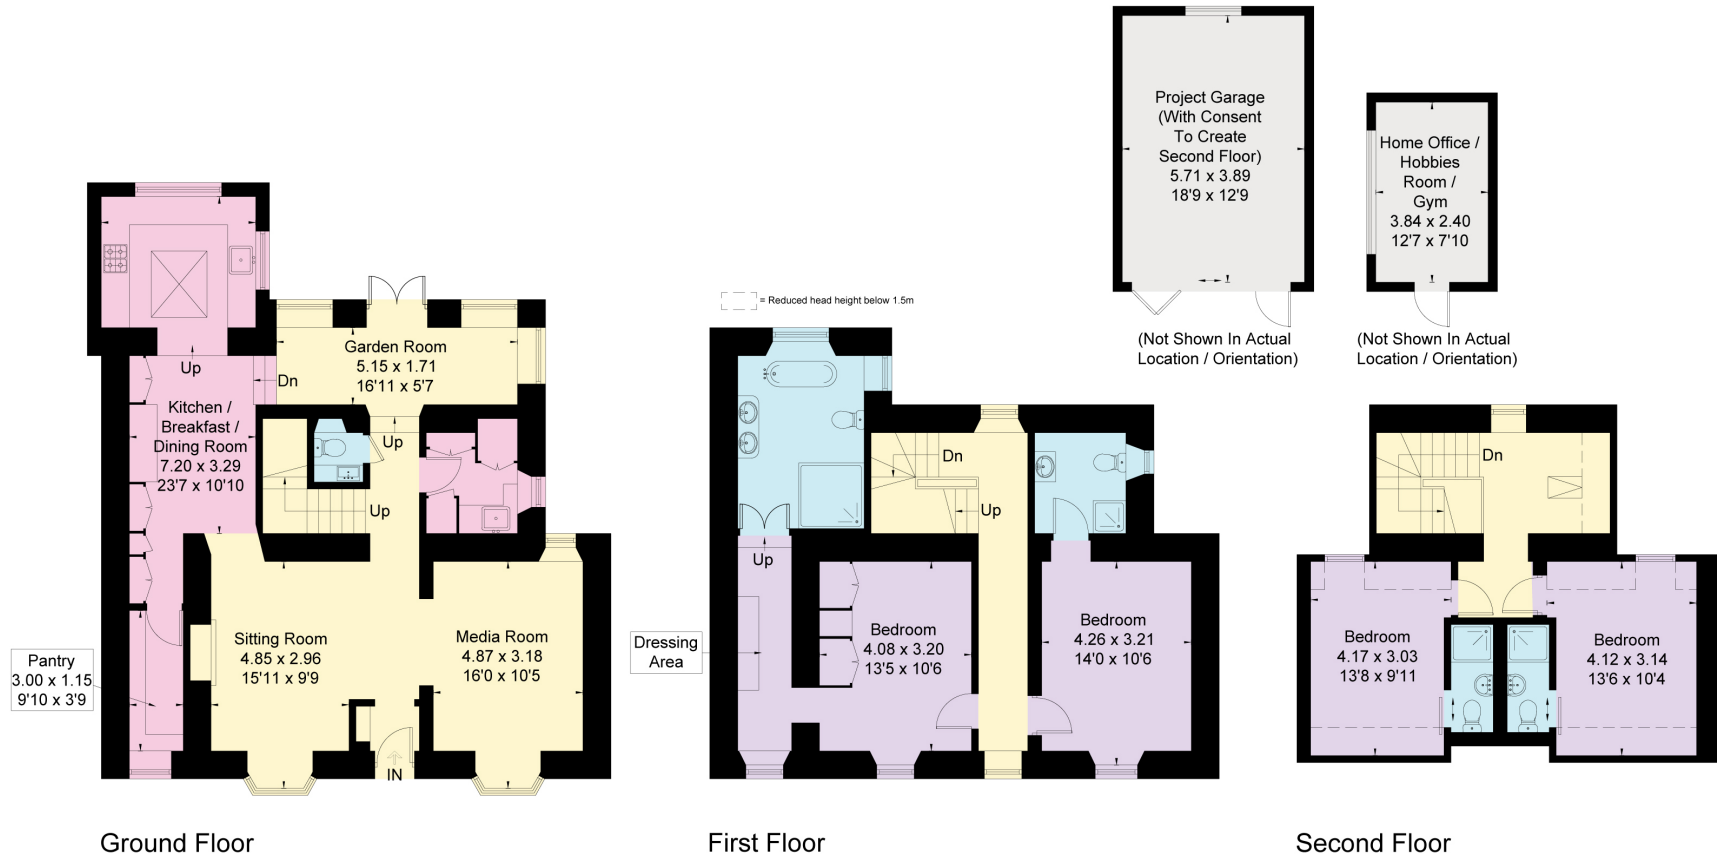 Project Garage
(With Consent
To Create
Second Floor)
5.71 x 3.89
18'9 x 12'9
(Not Shown In Actual
Location / Orientation)
Home Office /
Hobbies
Room /
Gym
3.84 x 2.40
12'7 x 7'10
(Not Shown In Actual
Location / Orientation)
= Reduced head height below 1.5m
Garden Room
5.15 x 1.71
16'11 x 5'7
Up
Dn
Kitchen /
Breakfast /
Dining Room
7.20 x 3.29
23'7 x 10'10
Up
Up
Sitting Room
4.85 x 2.96
15'11 x 9'9
Media Room
4.87 x 3.18
16'0 x 10'5
Pantry
3.00 x 1.15
9'10 x 3'9
IN
Ground Floor
Dn
Up
Up
Dressing
Area
Bedroom
4.08 x 3.20
13'5 x 10'6
Bedroom
4.26 x 3.21
14'0 x 10'6
First Floor
Dn
Bedroom
4.17 x 3.03
13'8 x 9'11
Bedroom
4.12 x 3.14
13'6 x 10'4
Second Floor